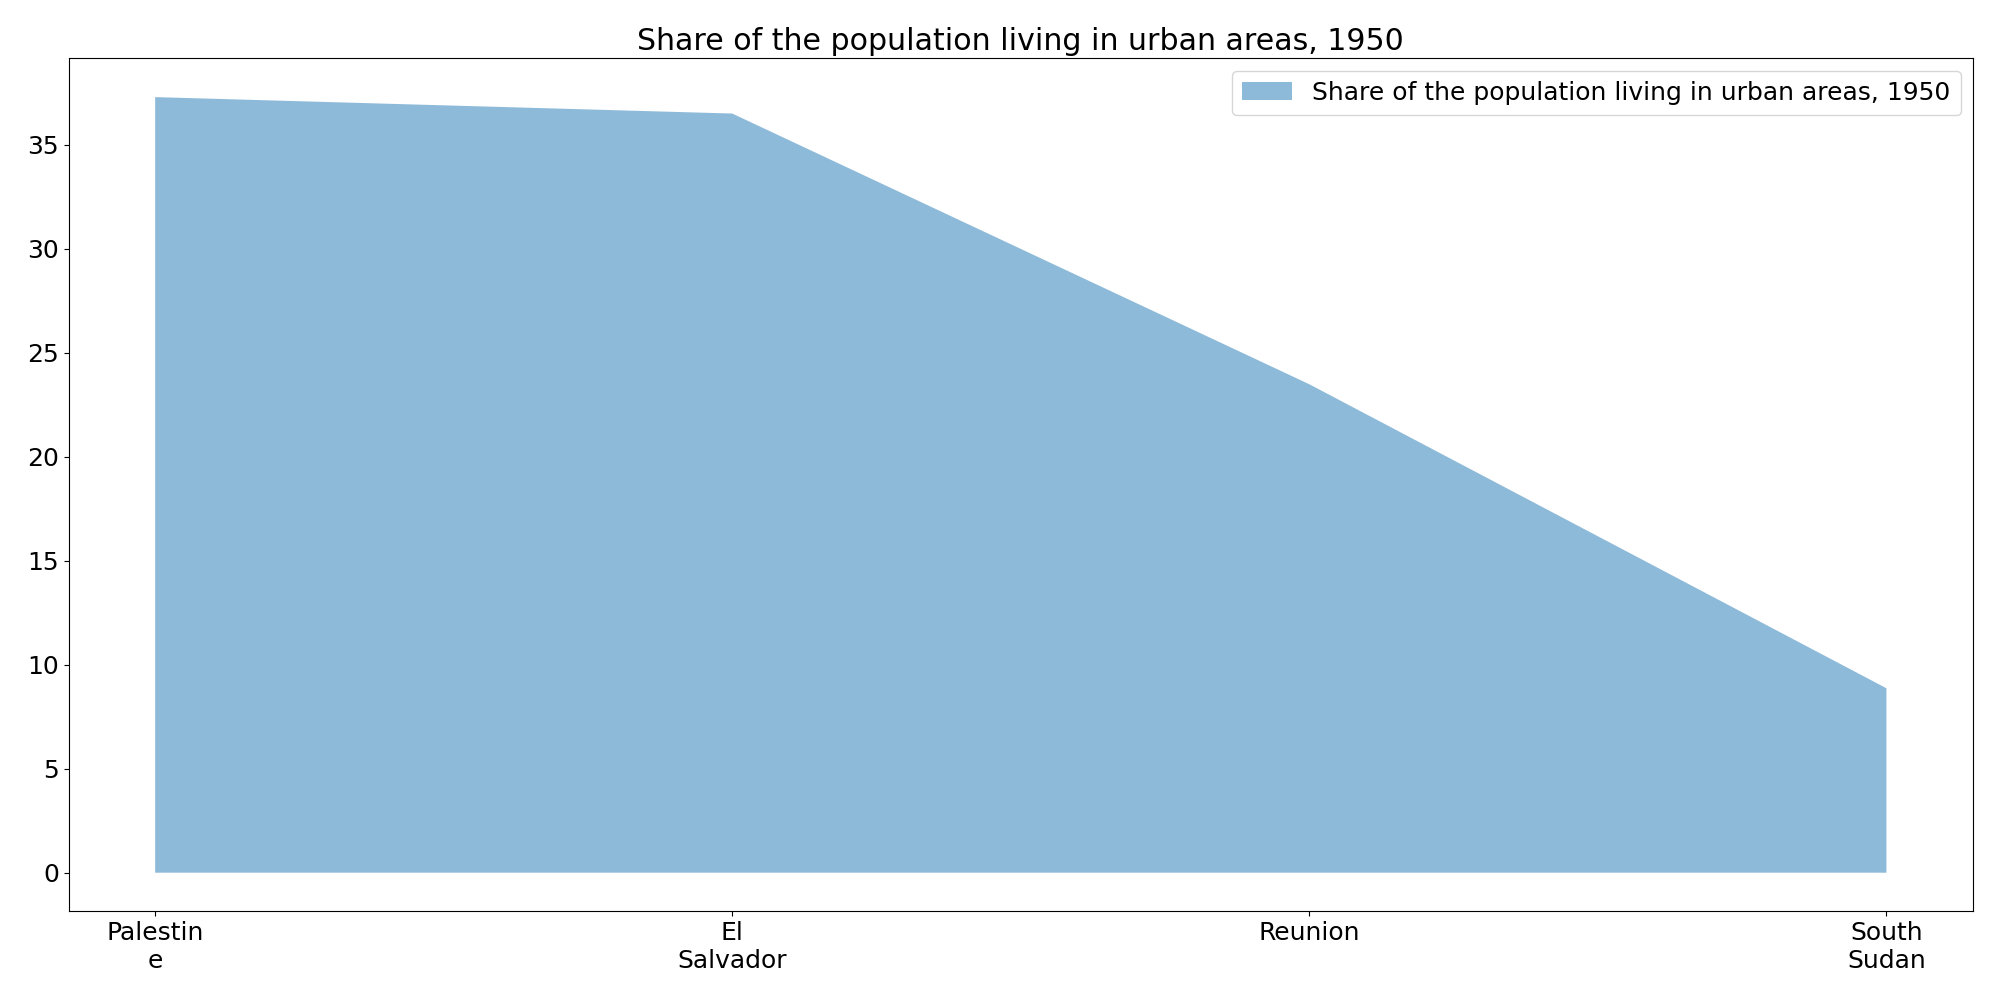 Share of the population living in urban areas, 1950
Share of the population living in urban areas, 1950
35
30
25
20
15
10
5
0
Palestin
e
El
Salvador
Reunion
South
Sudan